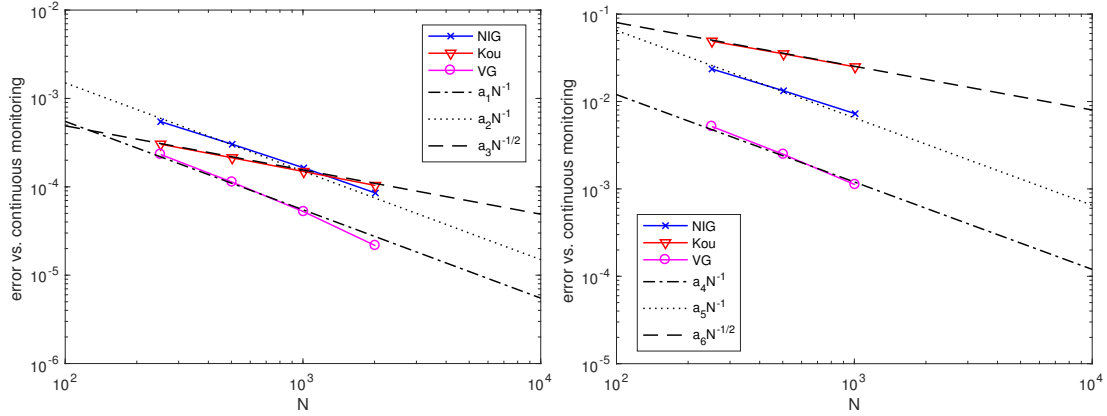 10^-2
10^-3
10^-4
10^-5
10^-6
error vs. continuous monitoring
NIG
Kou
VG
a_1N^-1
a_2N^-1
a_3N^-1/2
10^2
10^3
10^4
N
10^-1
10^-2
10^-3
10^-4
10^-5
error vs. continuous monitoring
NIG
Kou
VG
a_4N^-1
a_5N^-1
a_6N^-1/2
10^2
10^3
10^4
N